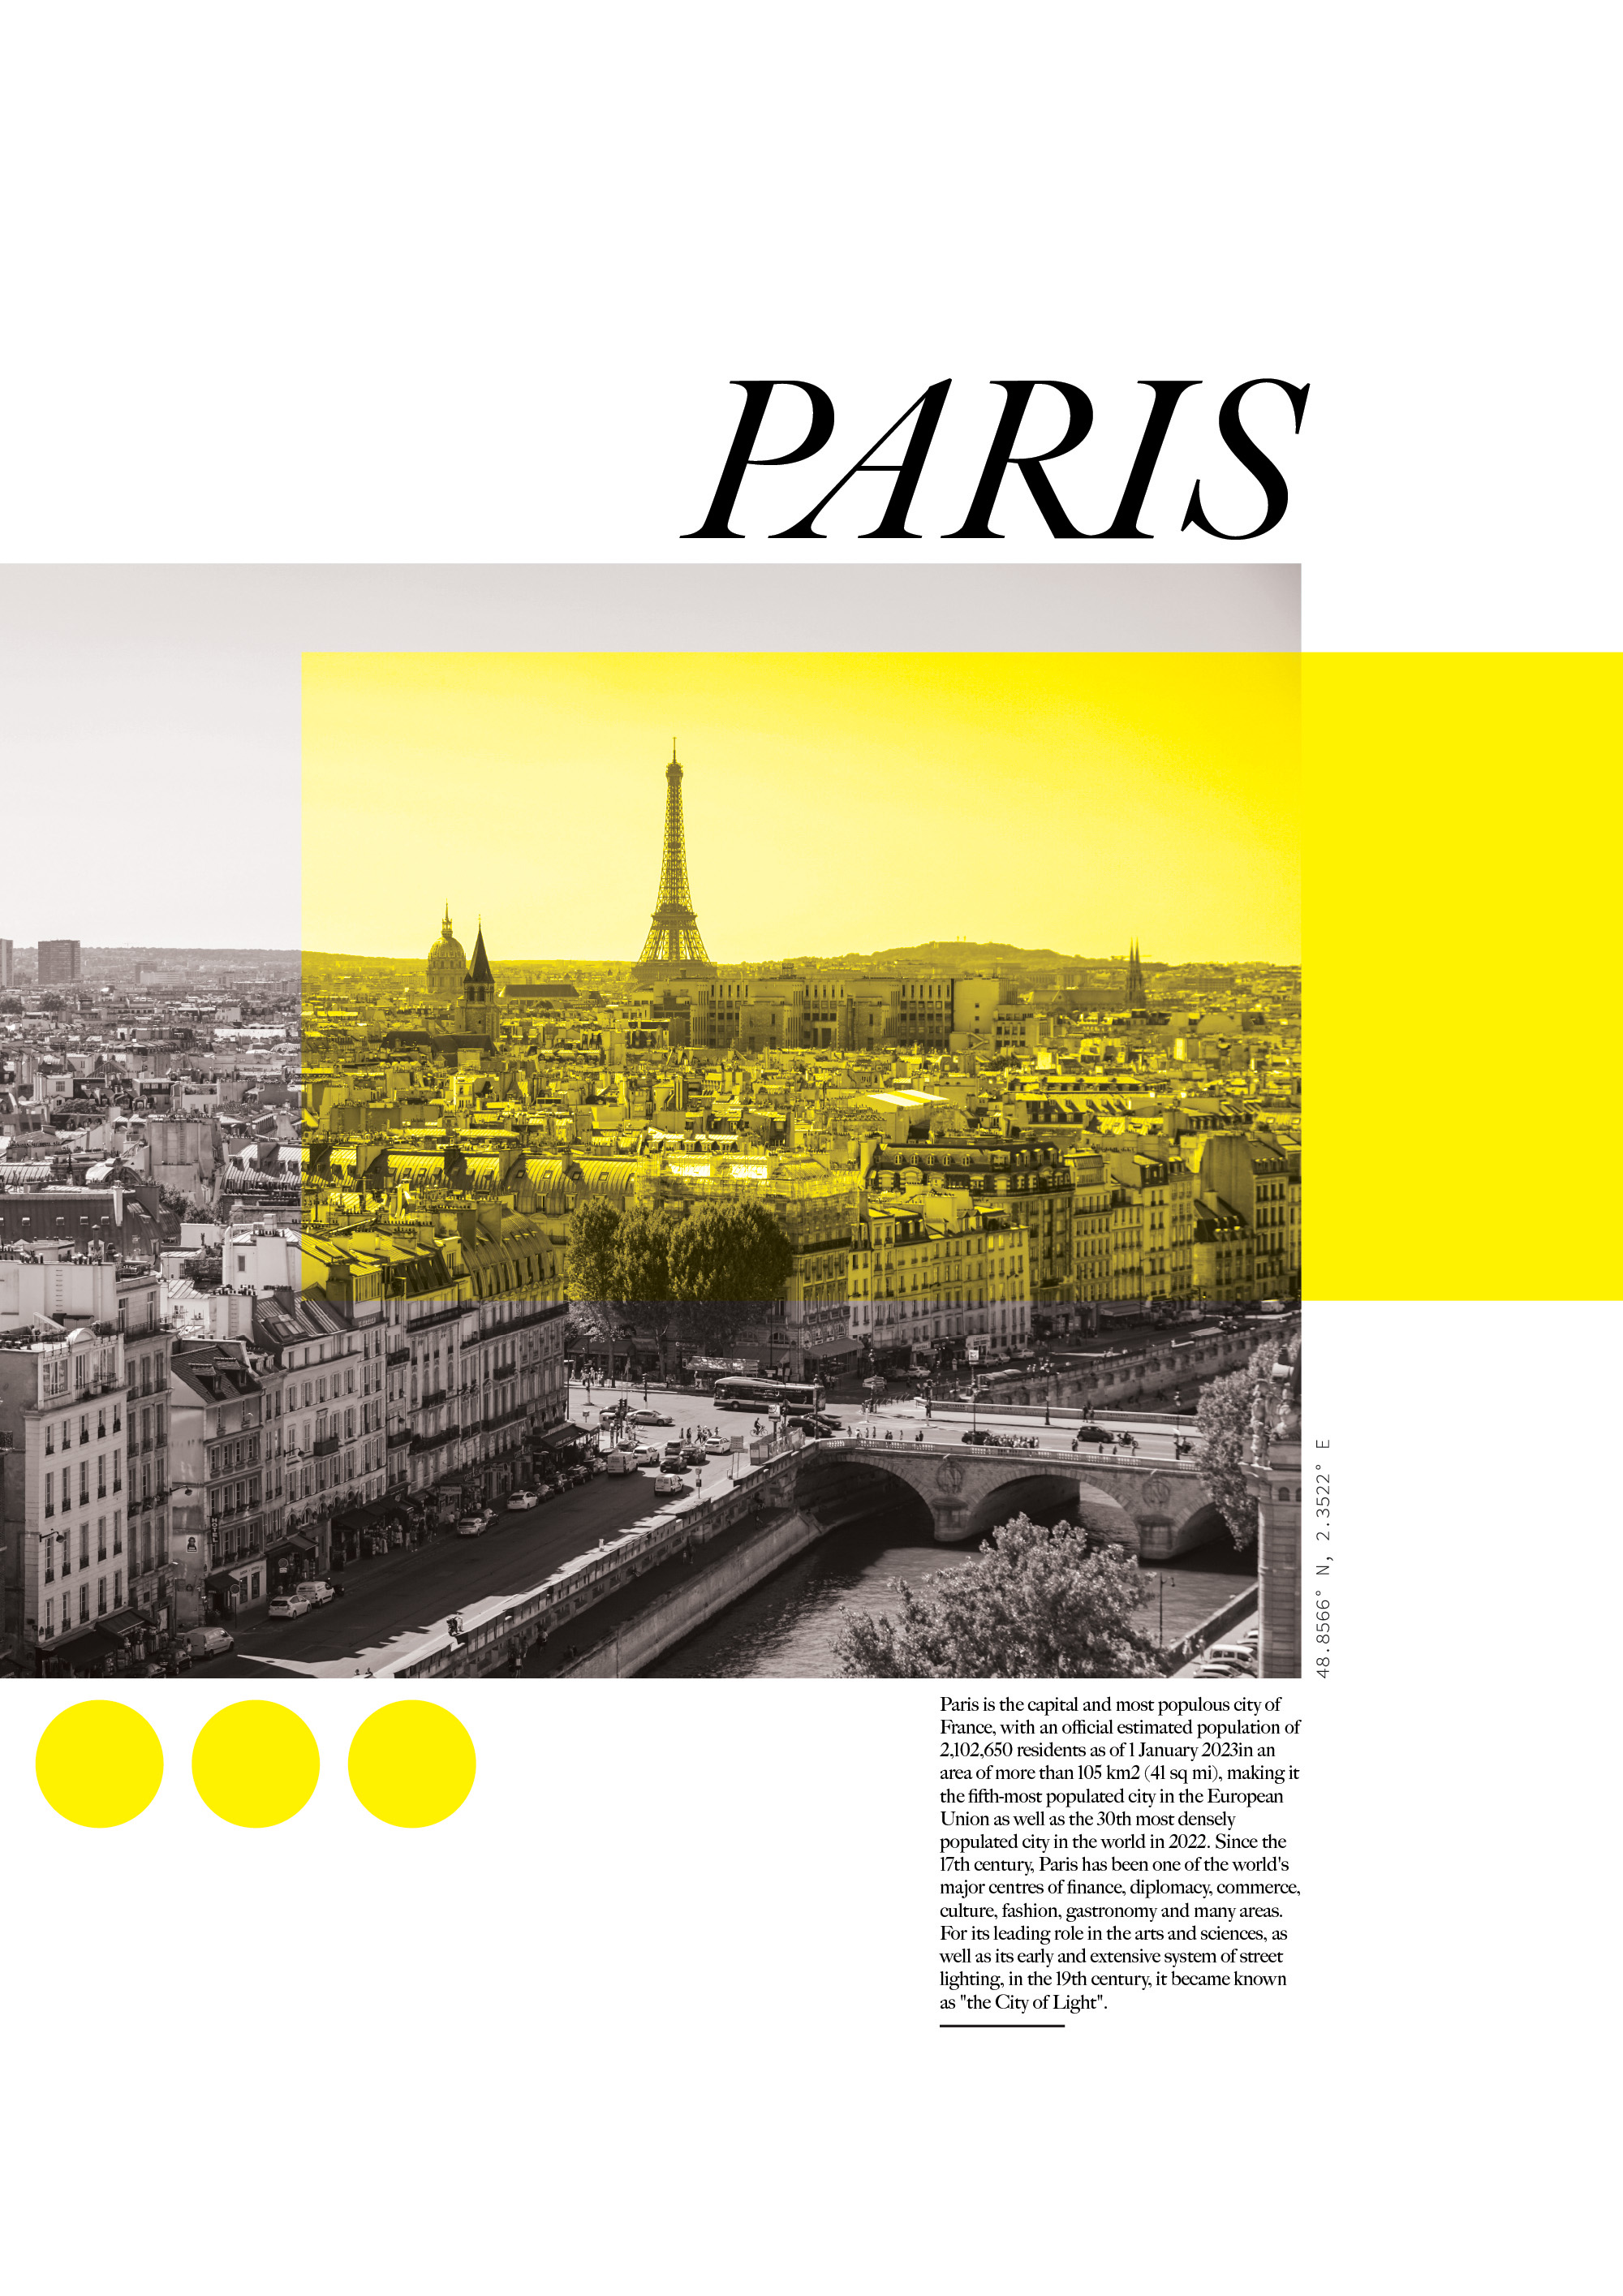 PARIS
48.8566° N, 2.3522° E
Paris is the capital and most populous city of
France, with an official estimated population of
2,102,650 residents as of 1 January 2023in an
area of more than 105 km2 (41 sq mi), making it
the fifth-most populated city in the European
Union as well as the 30th most densely
populated city in the world in 2022. Since the
17th century, Paris has been one of the world's
major centres of finance, diplomacy, commerce,
culture, fashion, gastronomy and many areas.
For its leading role in the arts and sciences, as
well as its early and extensive system of street
lighting, in the 19th century, it became known
as "the City of Light".